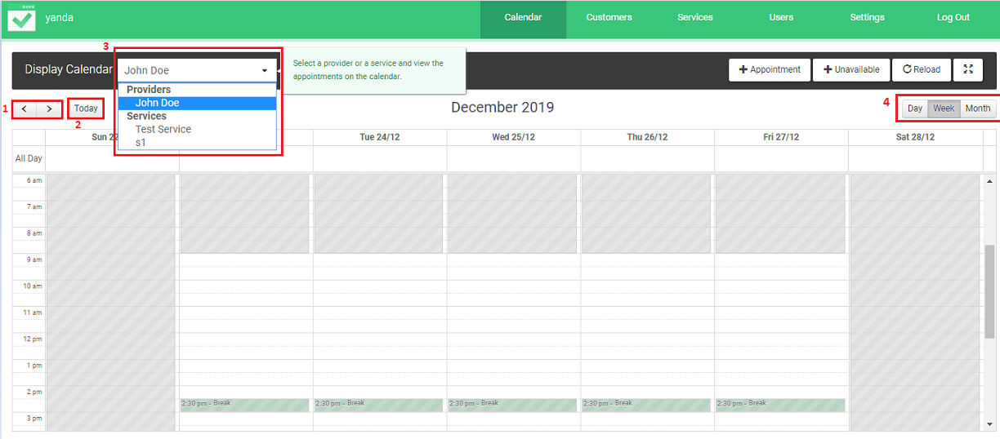 yanda
Calendar
Customers
Services
Users
Settings
Log Out
3
Display Calendar
John Doe
Select a provider or a service and view the
appointments on the calendar.
Appointment
Unavailable
Reload
Providers
John Doe
Services
Test Service
s1
1
Today
2
December 2019
4
Day
Week
Month
Sun 22
Tue 24/12
Wed 25/12
Thu 26/12
Fri 27/12
Sat 28/12
All Day
6 am
7 am
8 am
9 am
10 am
11 am
12 pm
1 pm
2 pm
2:30 pm - Break
2:30 pm - Break
2:30 pm - Break
2:30 pm - Break
2:30 pm - Break
3 pm